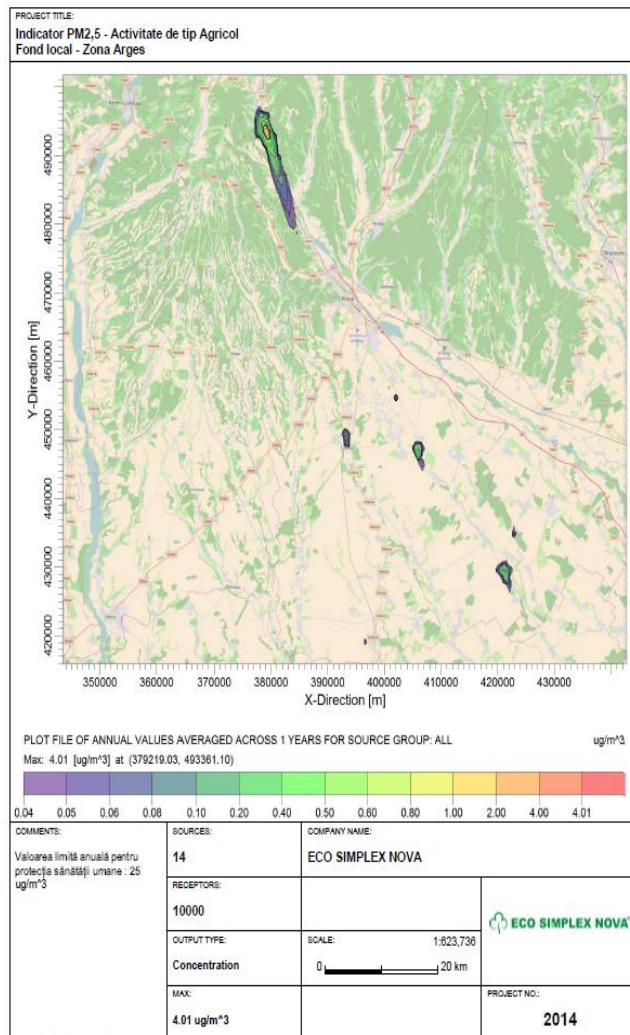 PROJECT TITLE:
Indicator PM2,5 - Activitate de tip Agricol
Fond local - Zona Arges
Y-Direction [m]
490000
480000
470000
460000
450000
440000
430000
420000
350000 360000 370000 380000 390000 400000 410000 420000 430000
X-Direction [m]
PLOT FILE OF ANNUAL VALUES AVERAGED ACROSS 1 YEARS FOR SOURCE GROUP: ALL
ug/m^3
Max: 4.01 [ug/m^3] at (379219.03, 493361.10)
0.04 0.05 0.06 0.08 0.10 0.20 0.40 0.50 0.60 0.80 1.00 2.00 4.00 4.01
COMMENTS:
Valoarea limită anuală pentru
protecția sănătății umane : 25
ug/m^3
SOURCES:
14
COMPANY NAME:
ECO SIMPLEX NOVA
RECEPTORS:
10000
OUTPUT TYPE:
Concentration
SCALE: 1:623,736
0 20 km
ECO SIMPLEX NOVA
MAX:
4.01 ug/m^3
PROJECT NO.:
2014